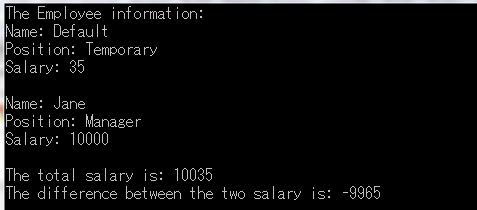 The Employee information:
Name: Default
Position: Temporary
Salary: 35
Name: Jane
Position: Manager
Salary: 10000
The total salary is: 10035
The difference between the two salary is: -9965